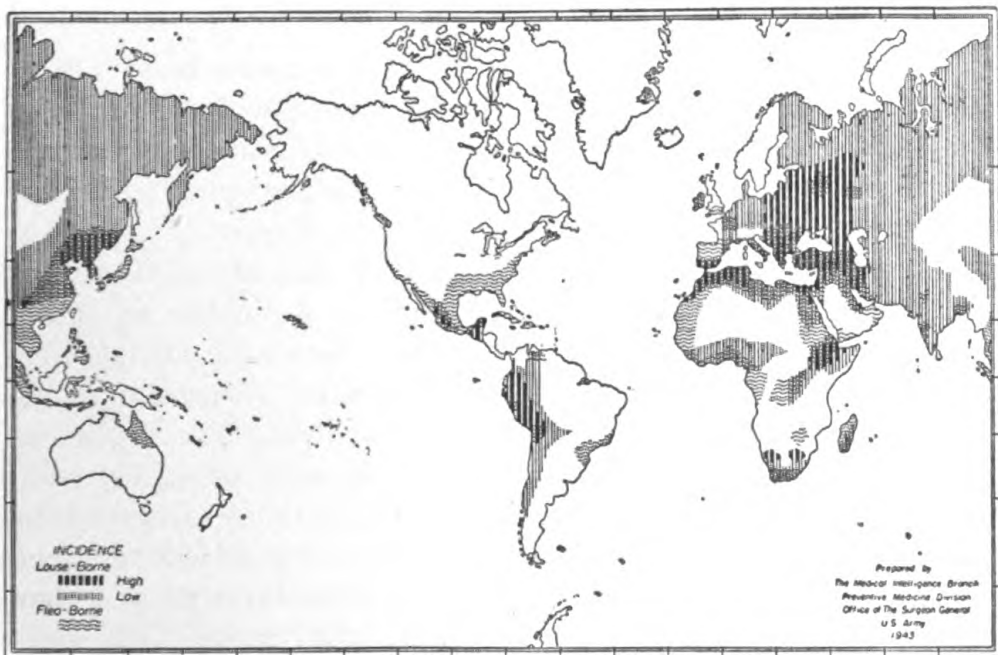 INCIDENCE
Louse-Borne
High
Low
Flea-Borne
Prepared by
The Medical Intelligence Branch
Preventive Medicine Division
Office of The Surgeon General
U S Army
1943